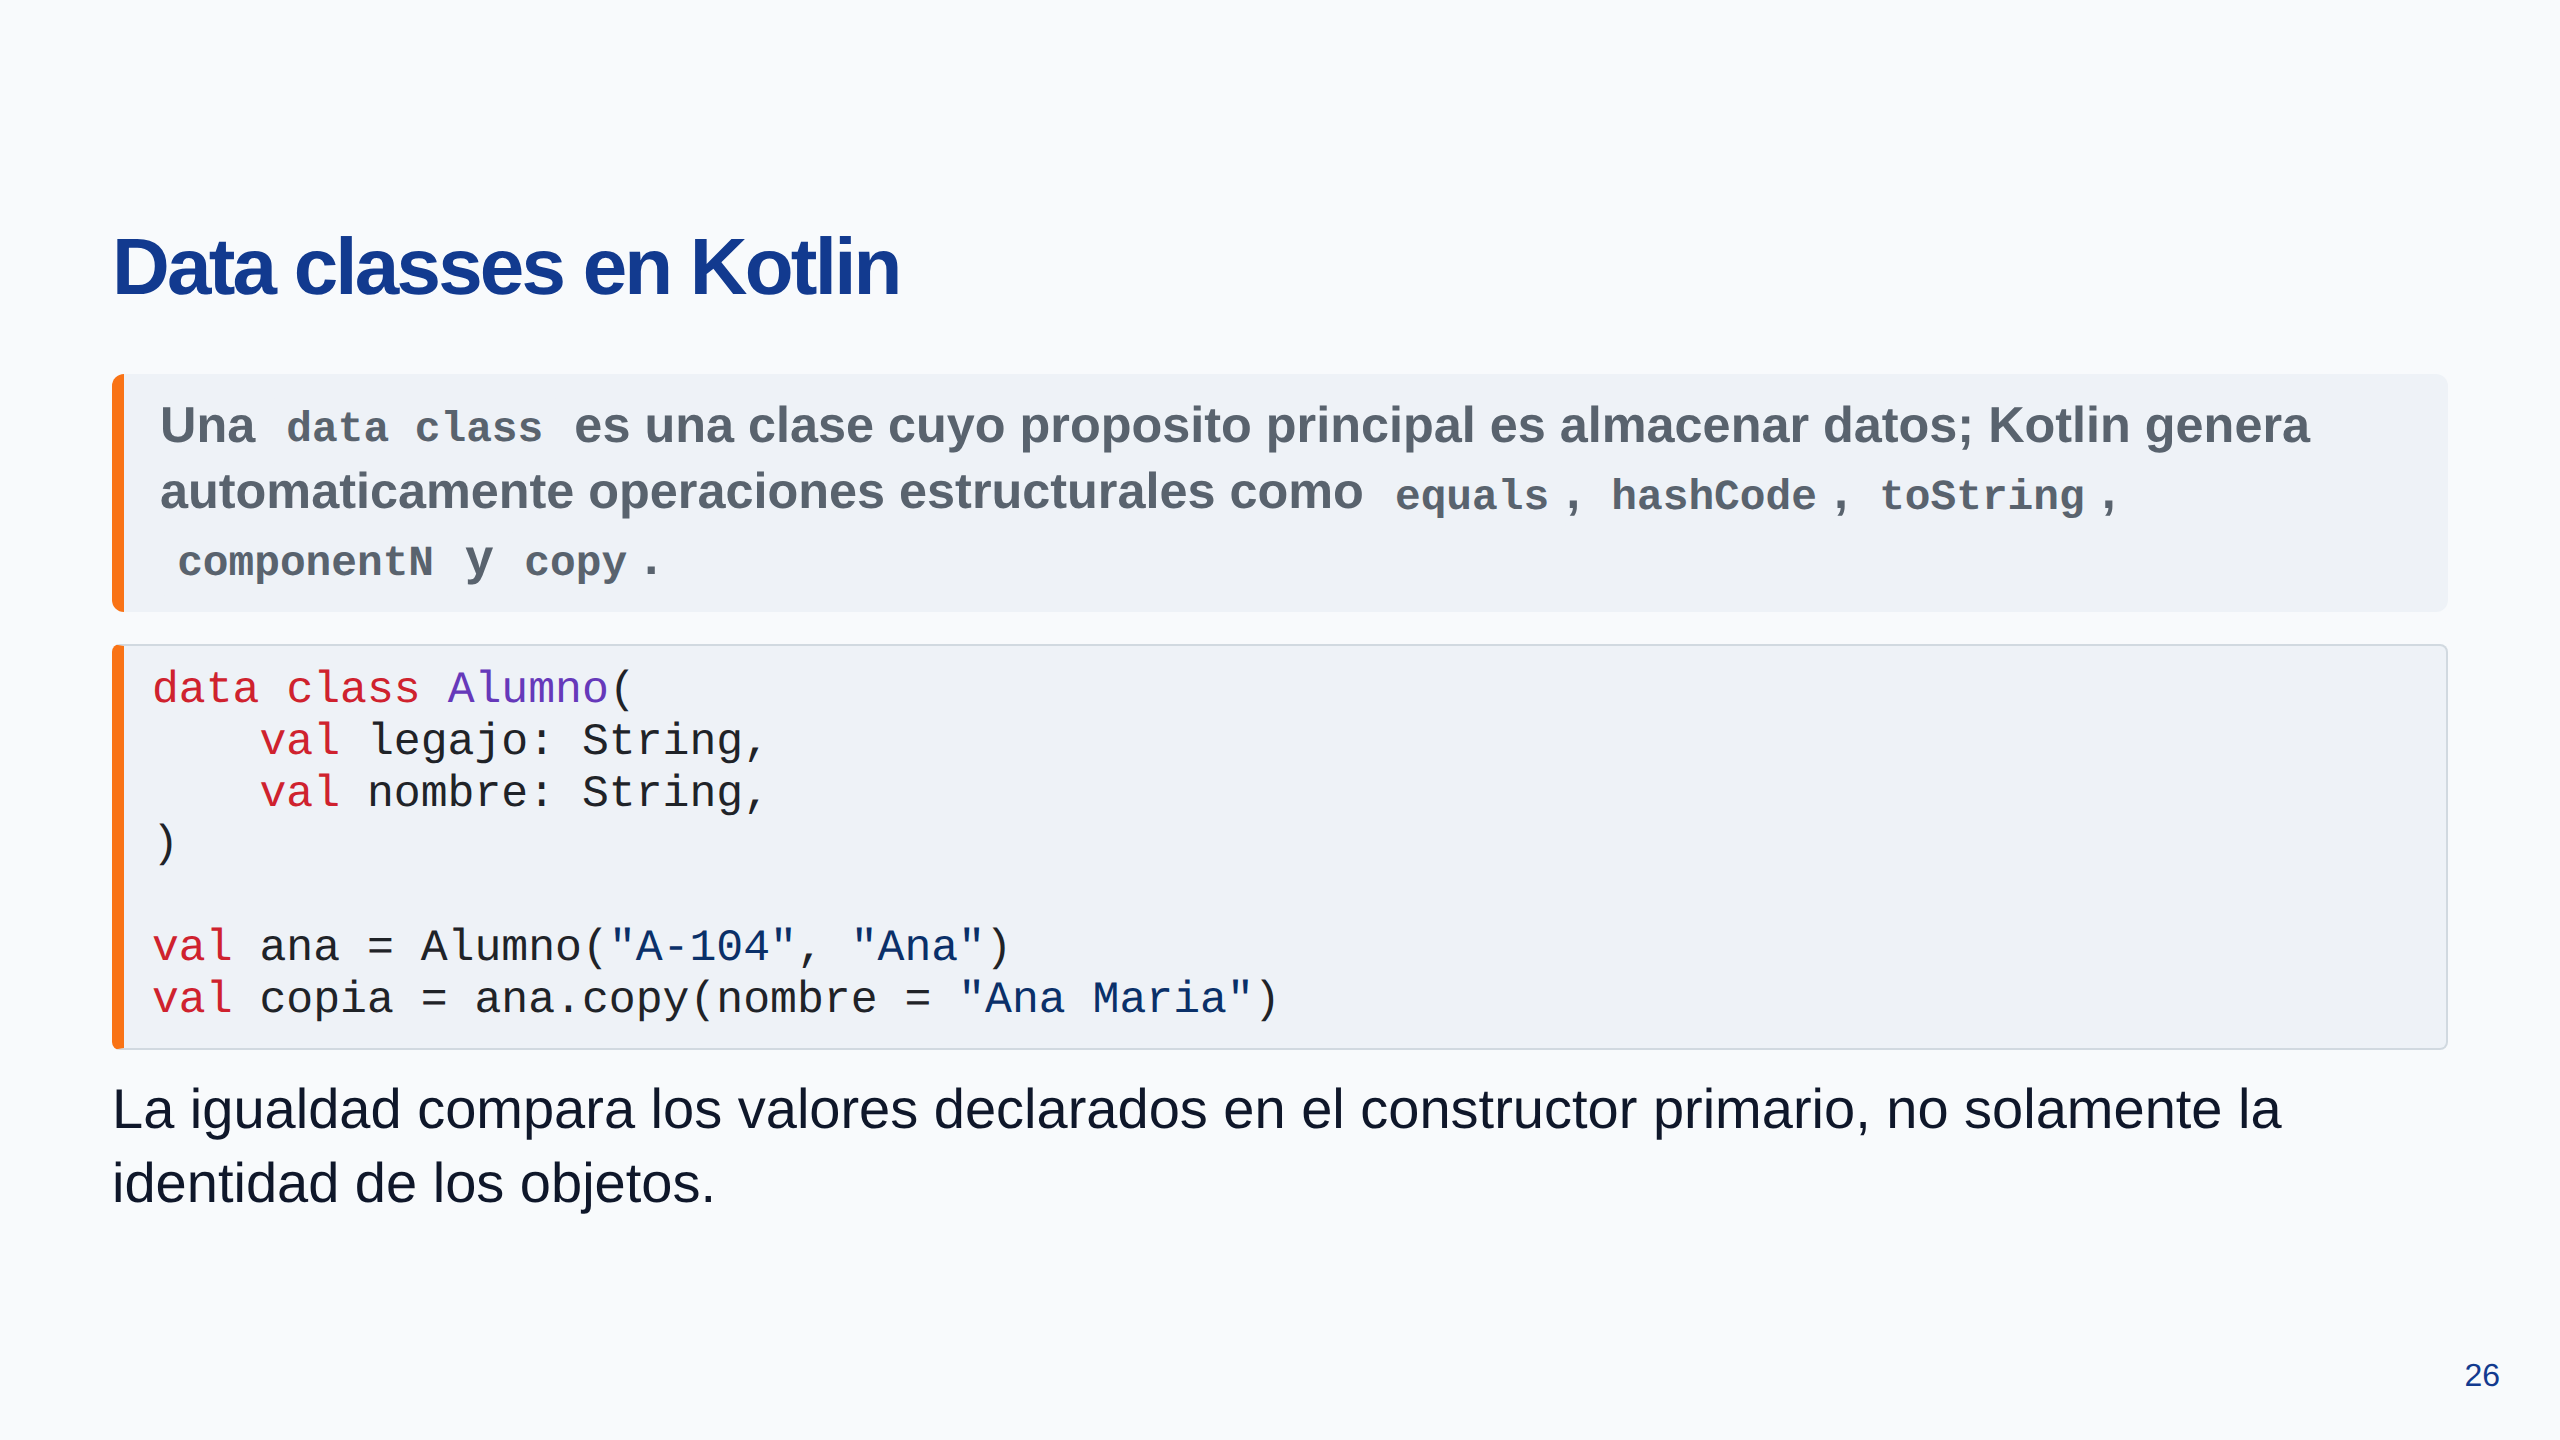 Data classes en Kotlin
Una data class es una clase cuyo proposito principal es almacenar datos; Kotlin genera
automaticamente operaciones estructurales como equals, hashCode, toString,
componentN y copy.
data class Alumno(
    val legajo: String,
    val nombre: String,
)

val ana = Alumno("A-104", "Ana")
val copia = ana.copy(nombre = "Ana Maria")
La igualdad compara los valores declarados en el constructor primario, no solamente la
identidad de los objetos.
26